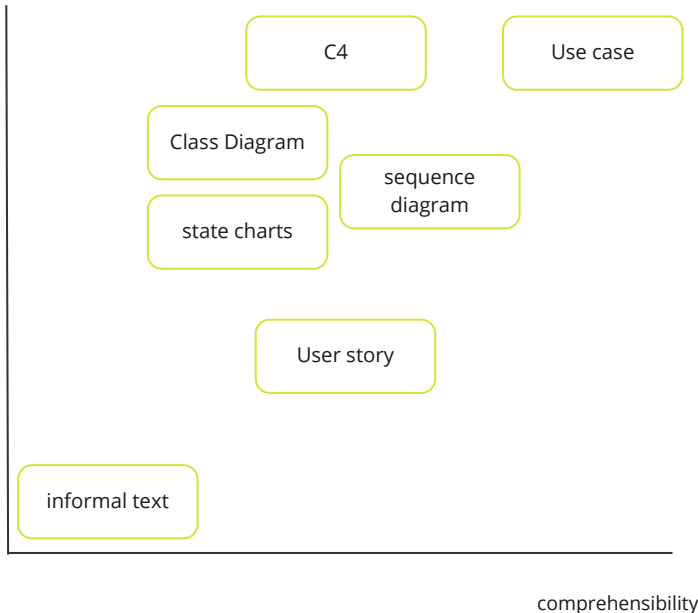 C4
Use case
Class Diagram
sequence
diagram
state charts
User story
informal text
comprehensibility